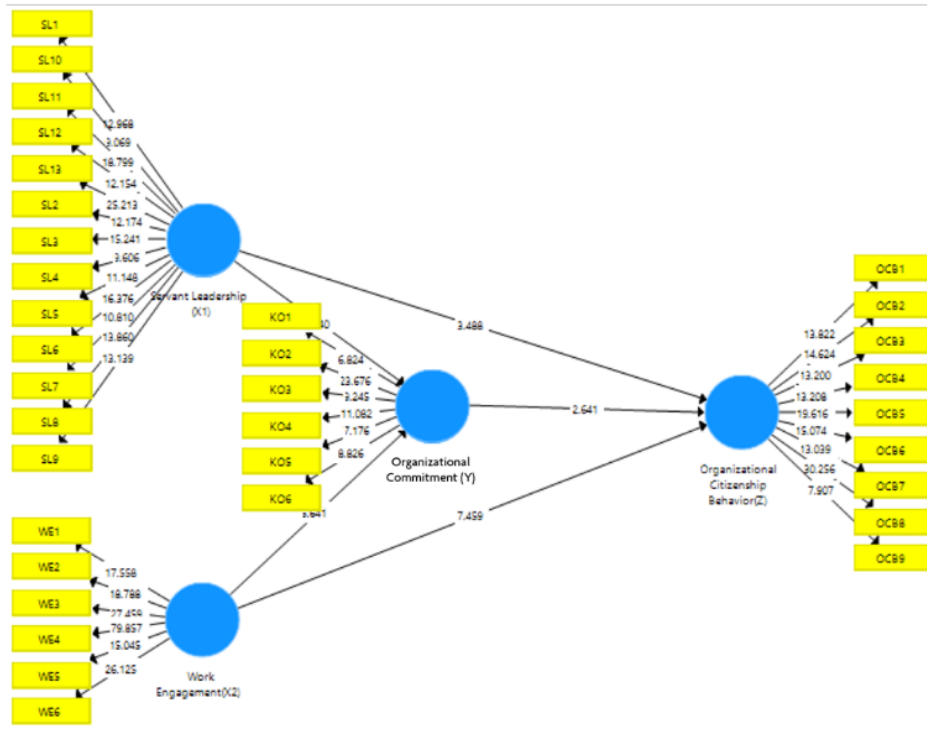 SL1
SL10
SL11
SL12
SL13
SL2
SL3
SL4
SL5
SL6
SL7
SL8
SL9
12.968
3.069
18.799
12.154
25.213
12.174
15.241
3.606
11.148
16.376
10.810
13.860
13.139
Servant Leadership
(X1)
KO1
KO2
KO3
KO4
KO5
KO6
6.824
23.676
3.245
11.082
7.176
8.826
Organizational
Commitment (Y)
3.488
2.641
7.459
WE1
WE2
WE3
WE4
WE5
WE6
17.558
18.788
27.459
79.857
15.045
26.125
Work
Engagement(X2)
OCB1
OCB2
OCB3
OCB4
OCB5
OCB6
OCB7
OCB8
OCB9
13.822
14.624
13.200
13.208
19.616
15.074
13.039
30.256
7.907
Organizational
Citizenship
Behavior(Z)